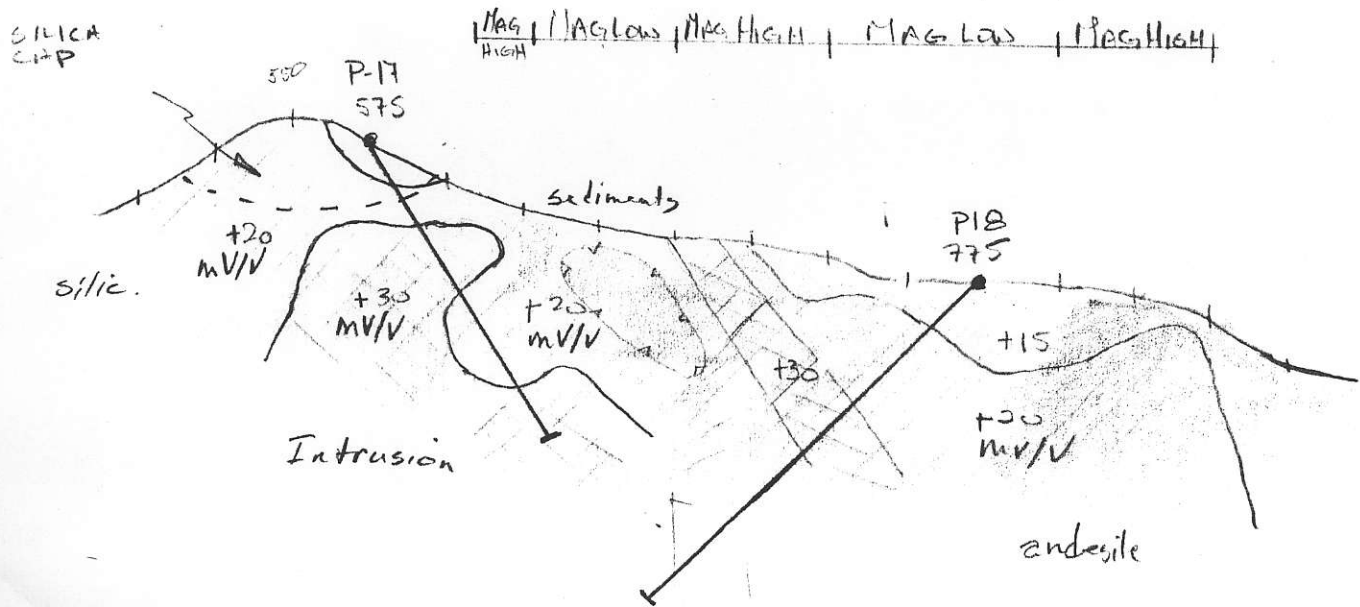 SILICA
CAP
MAG HIGH
MAG LOW
MAG HIGH
MAG LOW
MAG HIGH
550
P-17
575
sediments
P18
775
+20
mV/V
silic.
+30
mV/V
+20
mV/V
+30
+15
+20
mV/V
Intrusion
andesite